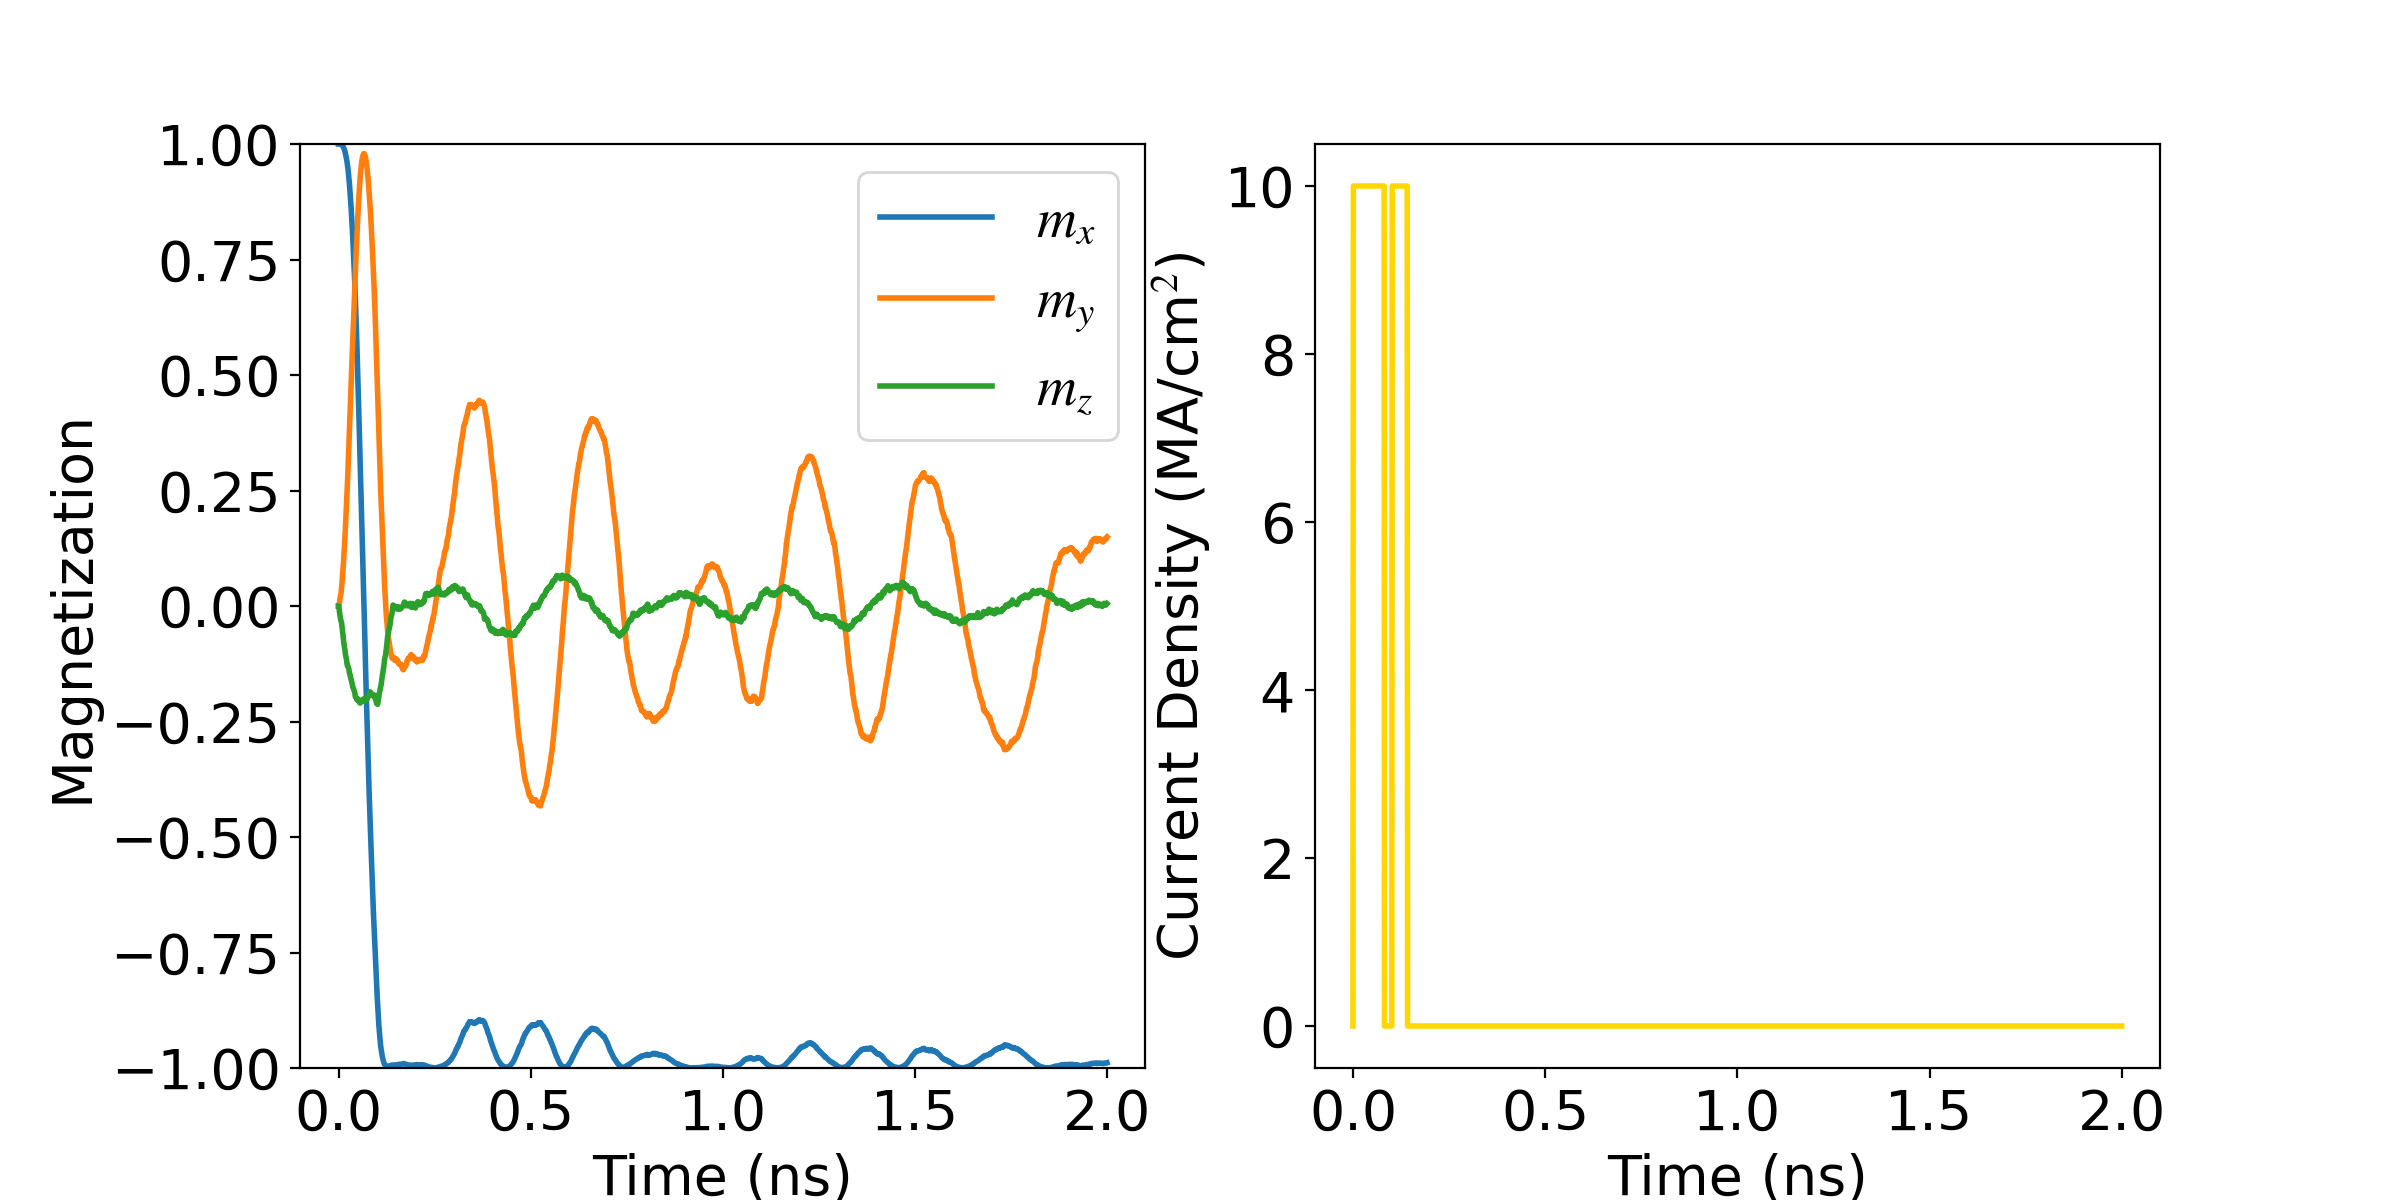 Magnetization
1.00
0.75
0.50
0.25
0.00
−0.25
−0.50
−0.75
−1.00
0.0 0.5 1.0 1.5 2.0
Time (ns)
m_x
m_y
m_z
Current Density (MA/cm²)
10
8
6
4
2
0
0.0 0.5 1.0 1.5 2.0
Time (ns)